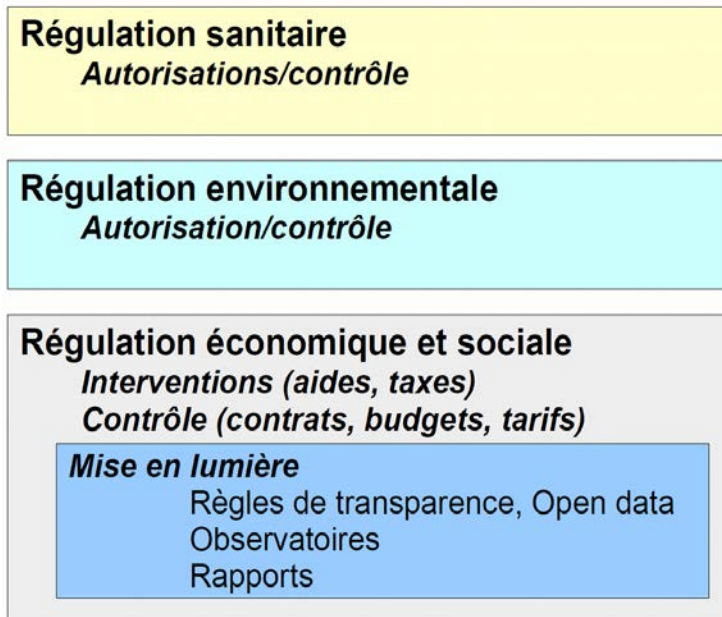 Régulation sanitaire
Autorisations/contrôle
Régulation environnementale
Autorisation/contrôle
Régulation économique et sociale
Interventions (aides, taxes)
Contrôle (contrats, budgets, tarifs)
Mise en lumière
Règles de transparence, Open data
Observatoires
Rapports